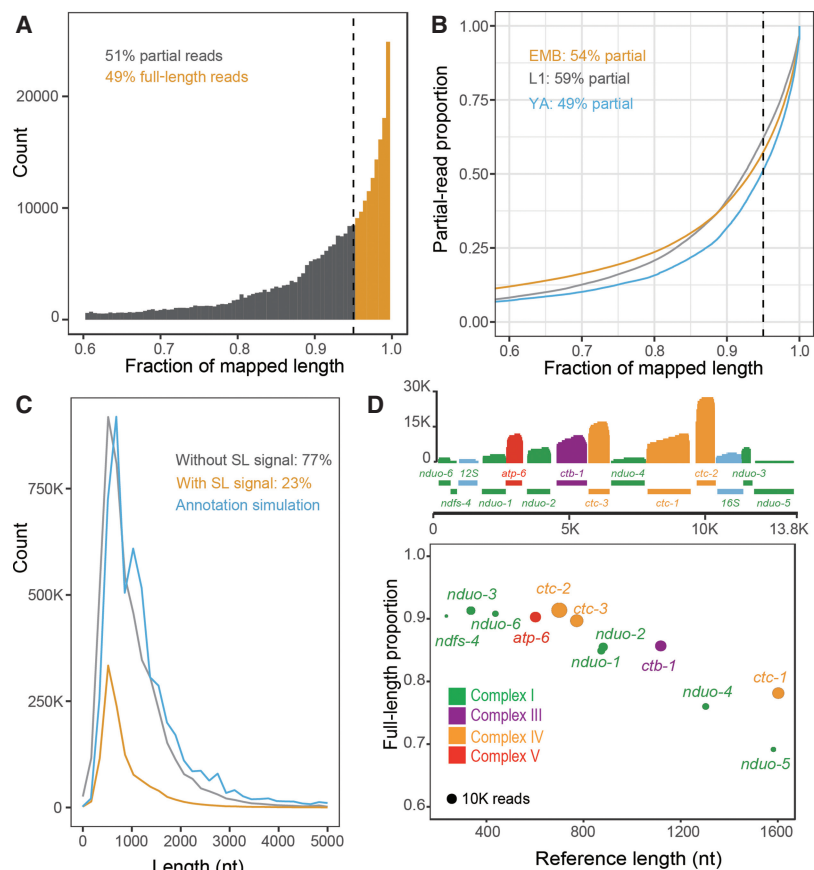 A
51% partial reads
49% full-length reads
Count
20000
10000
0
0.6 0.7 0.8 0.9 1.0
Fraction of mapped length
B
EMB: 54% partial
L1: 59% partial
YA: 49% partial
Partial-read proportion
1.00
0.75
0.50
0.25
0.00
0.6 0.7 0.8 0.9 1.0
Fraction of mapped length
C
Without SL signal: 77%
With SL signal: 23%
Annotation simulation
Count
750K
500K
250K
0
0 1000 2000 3000 4000 5000
Length (nt)
D
30K
15K
0
nduo-6 12S atp-6 ctb-1 nduo-4 ctc-2 nduo-3
ndfs-4 nduo-1 nduo-2 ctc-3 ctc-1 16S nduo-5
0 5K 10K 13.8K
Full-length proportion
1.0
0.9
0.8
0.7
0.6
nduo-3
ndfs-4
nduo-6
atp-6
ctc-2
ctc-3
nduo-2
nduo-1
ctb-1
nduo-4
ctc-1
nduo-5
Complex I
Complex III
Complex IV
Complex V
10K reads
400 800 1200 1600
Reference length (nt)